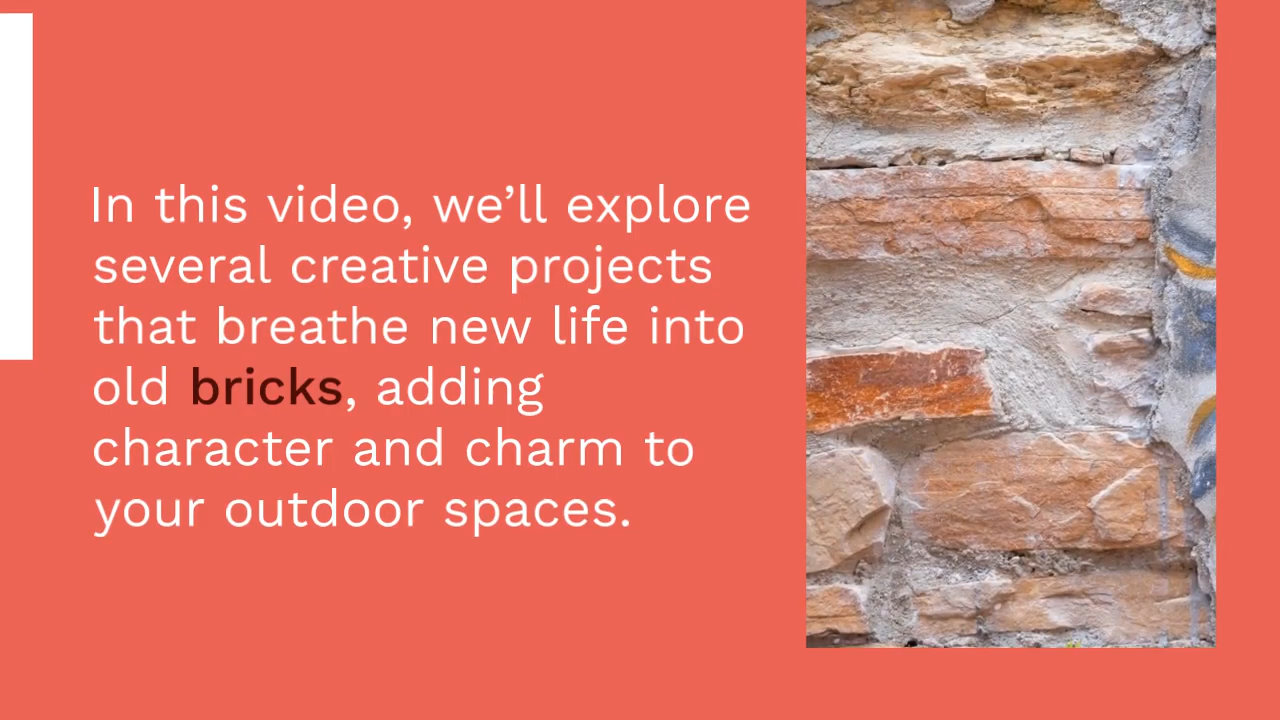 In this video, we’ll explore
several creative projects
that breathe new life into
old bricks, adding
character and charm to
your outdoor spaces.